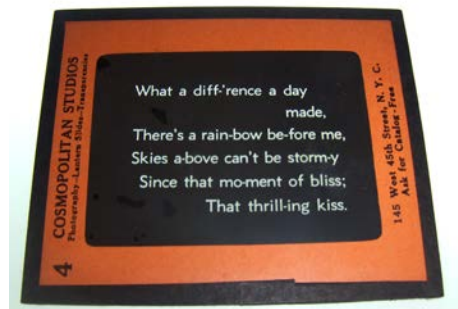 4
COSMOPOLITAN STUDIOS
Photography–Lantern Slides–Transparencies
What a diff-'rence a day
made,
There's a rain-bow be-fore me,
Skies a-bove can't be storm-y
Since that mo-ment of bliss;
That thrill-ing kiss.
145 West 45th Street, N. Y. C.
Ask for Catalog - Free